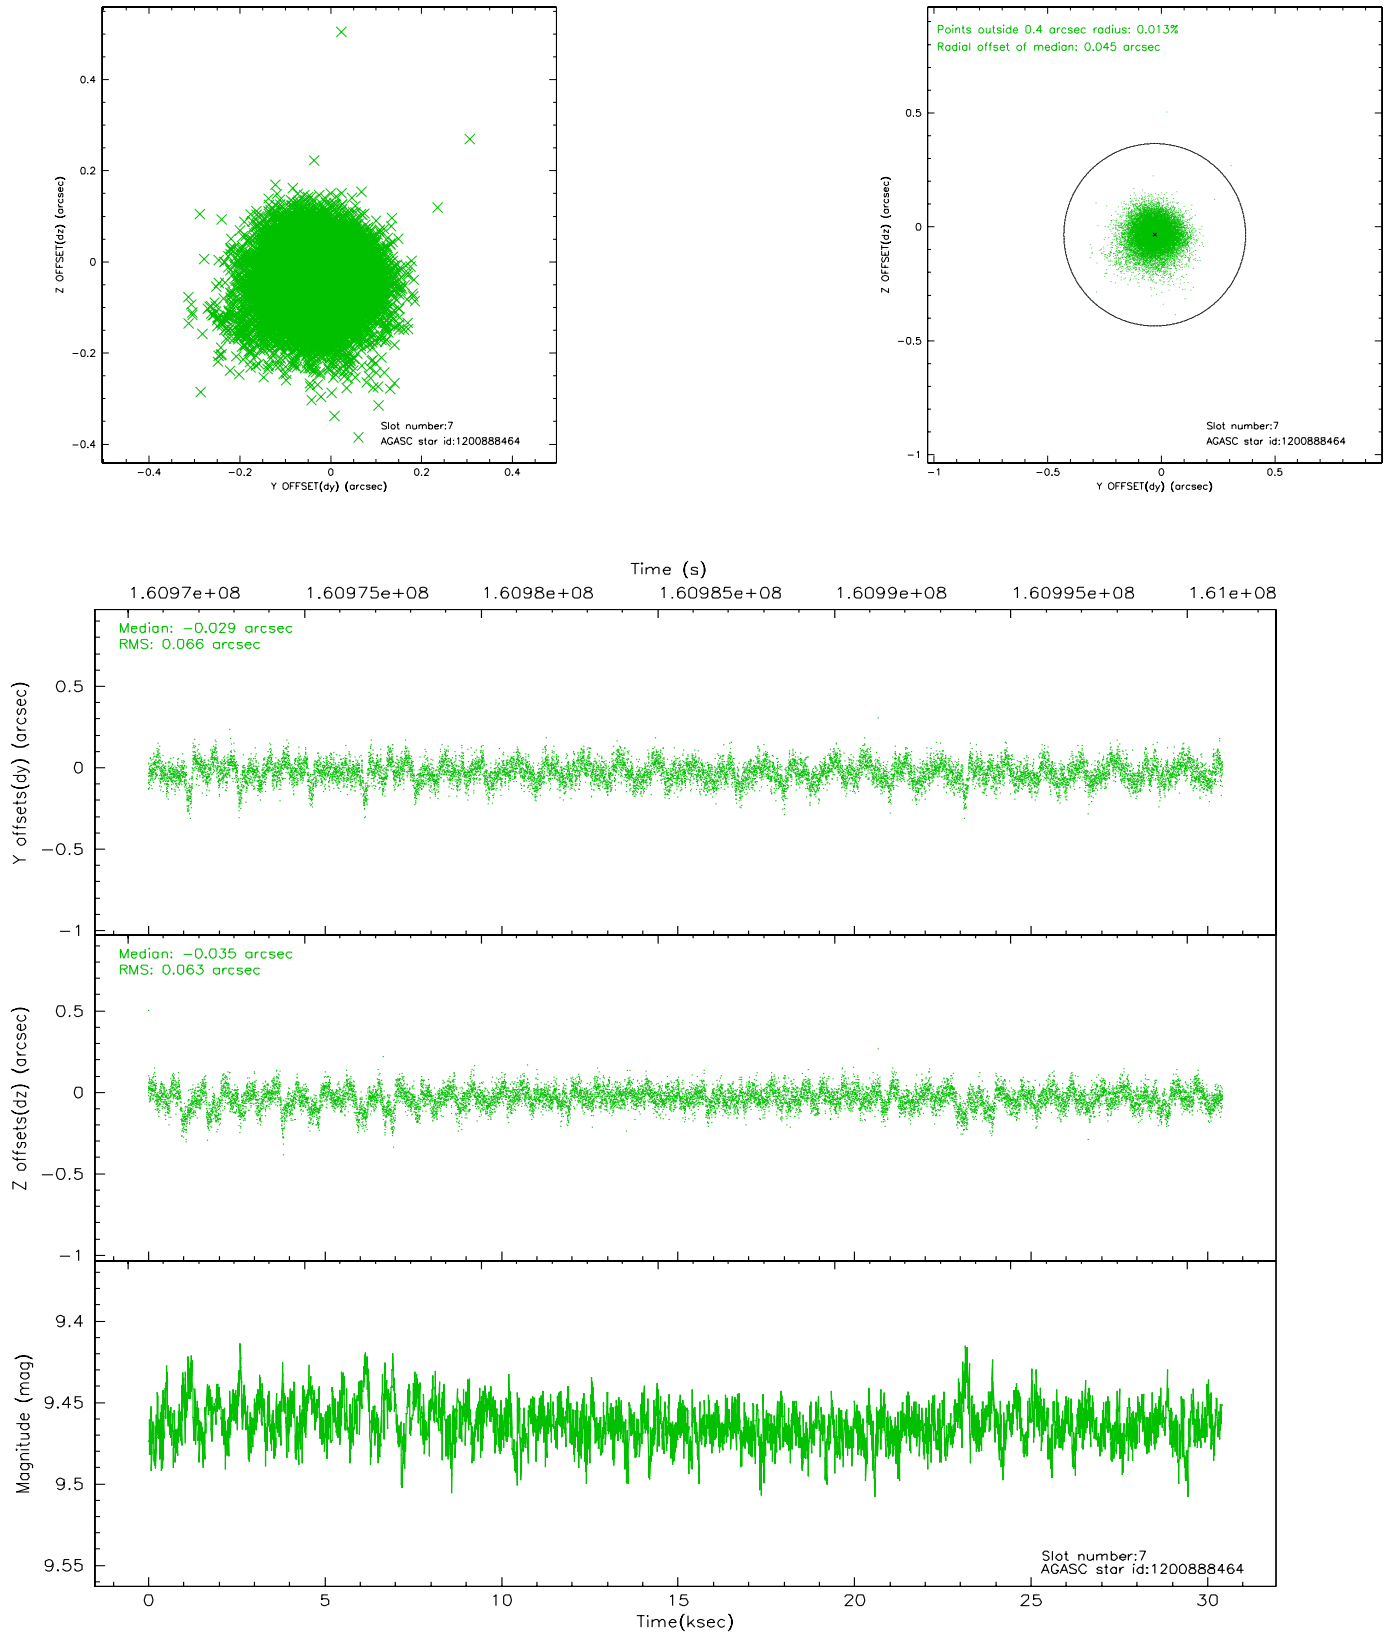 0.4
0.2
0
−0.2
−0.4
Z OFFSET(dz) (arcsec)
−0.4
−0.2
0
0.2
0.4
Y OFFSET(dy) (arcsec)
Slot number:7
AGASC star id:1200888464
Points outside 0.4 arcsec radius: 0.013%
Radial offset of median: 0.045 arcsec
0.5
0
−0.5
−1
Z OFFSET(dz) (arcsec)
−1
−0.5
0
0.5
Y OFFSET(dy) (arcsec)
Slot number:7
AGASC star id:1200888464
Time (s)
1.6097e+08 1.60975e+08 1.6098e+08 1.60985e+08 1.6099e+08 1.60995e+08 1.61e+08
Median: −0.029 arcsec
RMS: 0.066 arcsec
0.5
0
−0.5
−1
Y offsets(dy) (arcsec)
Median: −0.035 arcsec
RMS: 0.063 arcsec
0.5
0
−0.5
−1
Z offsets(dz) (arcsec)
9.4
9.45
9.5
9.55
Magnitude (mag)
Slot number:7
AGASC star id:1200888464
0 5 10 15 20 25 30
Time(ksec)